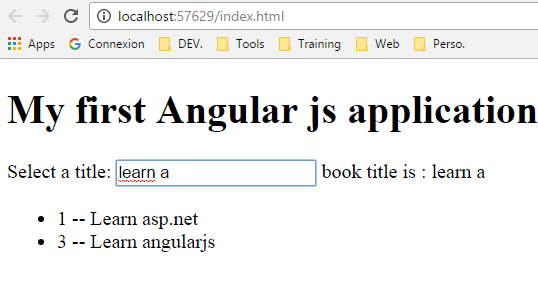 localhost:57629/index.html
Apps Connexion DEV. Tools Training Web Perso.
My first Angular js application
Select a title: learn a book title is : learn a
1 -- Learn asp.net
3 -- Learn angularjs